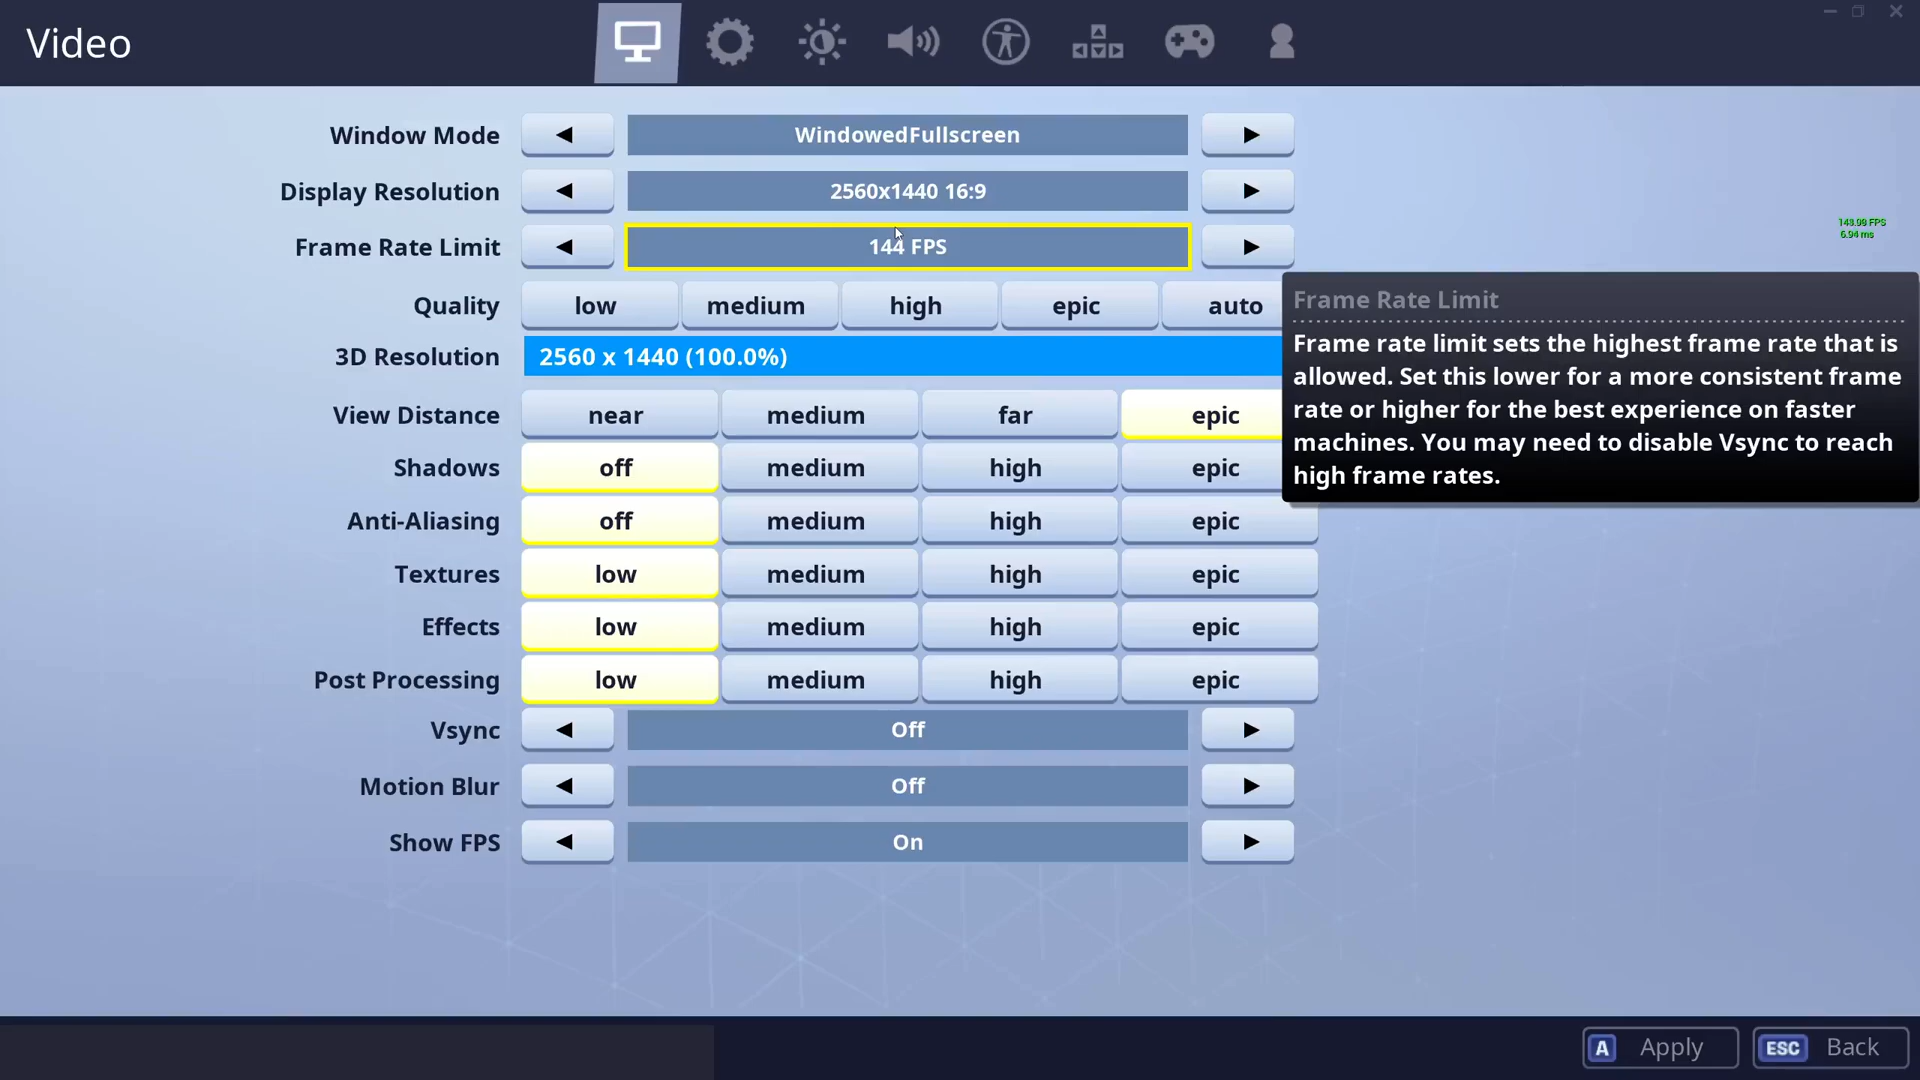 Video
Window Mode
WindowedFullscreen
Display Resolution
2560x1440 16:9
Frame Rate Limit
144 FPS
Quality
low
medium
high
epic
auto
3D Resolution
2560 x 1440 (100.0%)
View Distance
near
medium
far
epic
Shadows
off
medium
high
epic
Anti-Aliasing
off
medium
high
epic
Textures
low
medium
high
epic
Effects
low
medium
high
epic
Post Processing
low
medium
high
epic
Vsync
Off
Motion Blur
Off
Show FPS
On
FPS
6.94 ms
Frame Rate Limit
Frame rate limit sets the highest frame rate that is
allowed. Set this lower for a more consistent frame
rate or higher for the best experience on faster
machines. You may need to disable Vsync to reach
high frame rates.
A Apply
ESC Back